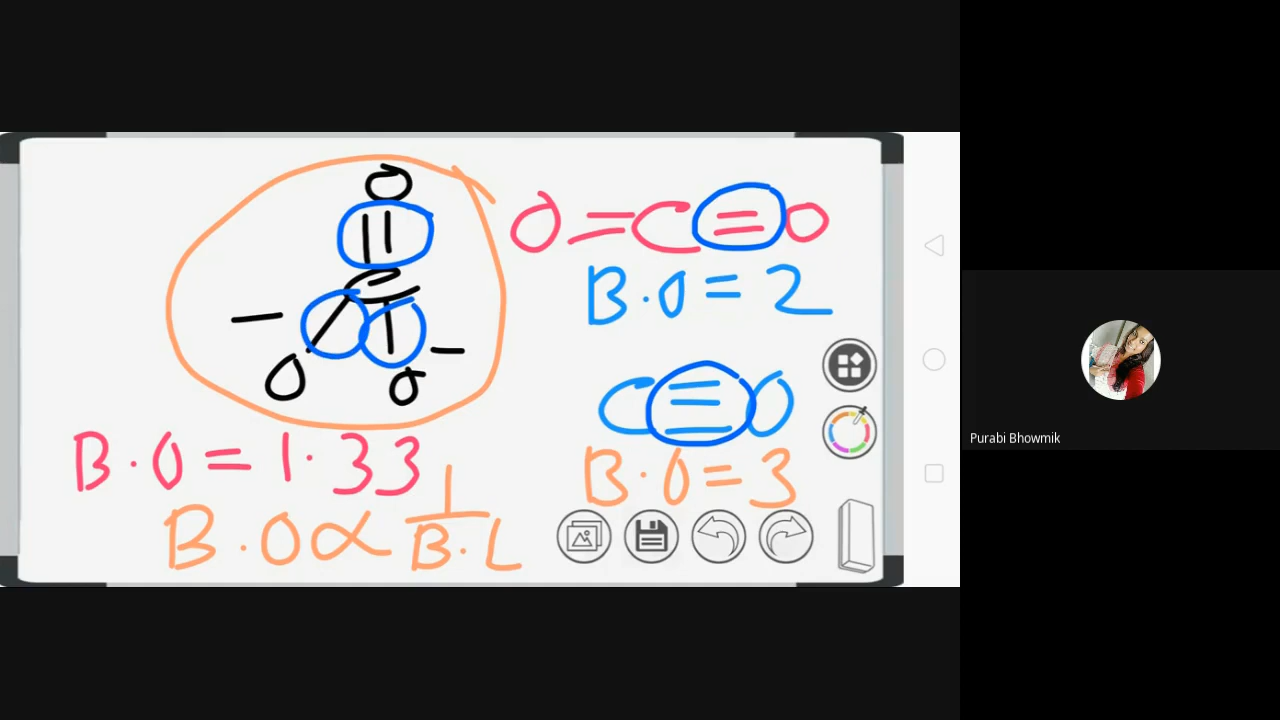 O
||
C
— —
O O
B.O = 1.33
B.O ∝ 1/B.L
O=C=O
B.O = 2
C≡O
B.O = 3
Purabi Bhowmik